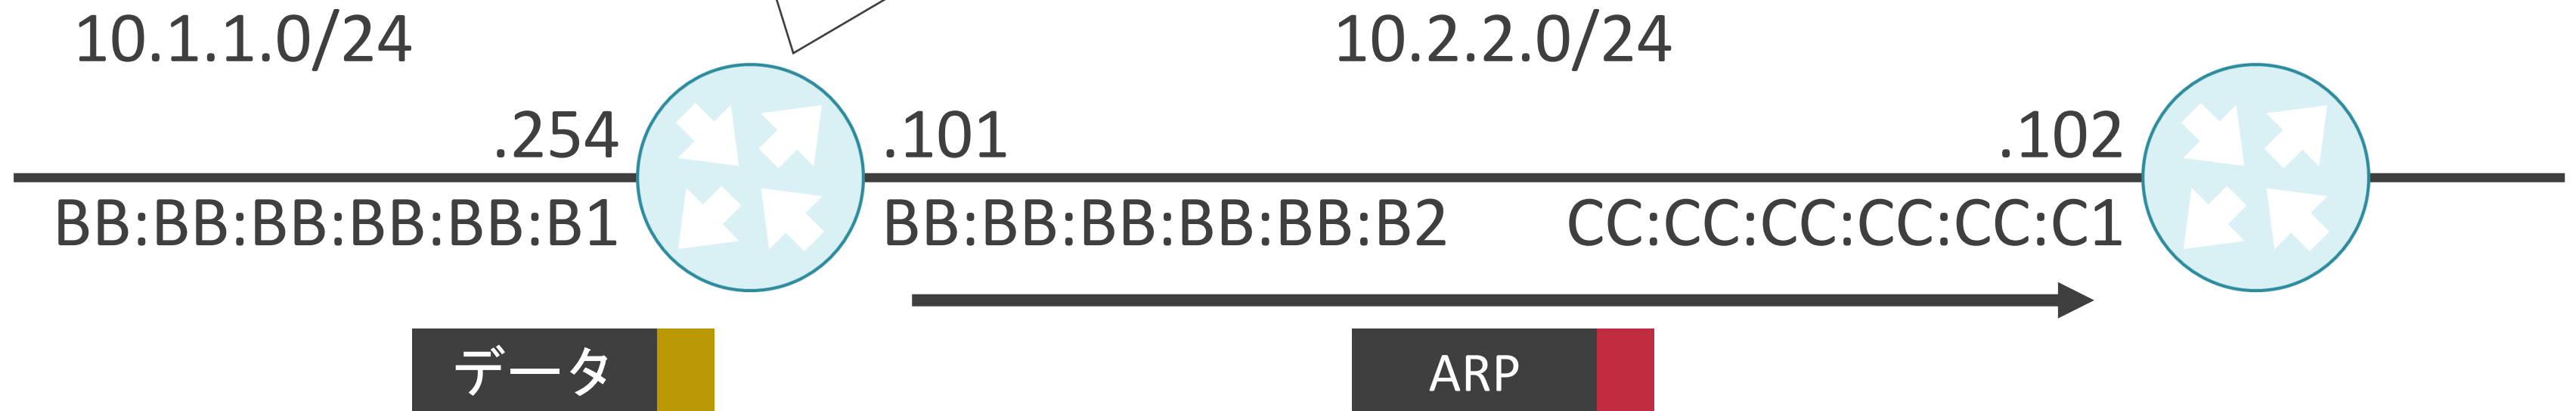 10.1.1.0/24
10.2.2.0/24
.254
.101
.102
BB:BB:BB:BB:BB:B1
BB:BB:BB:BB:BB:B2
CC:CC:CC:CC:CC:C1
データ
ARP